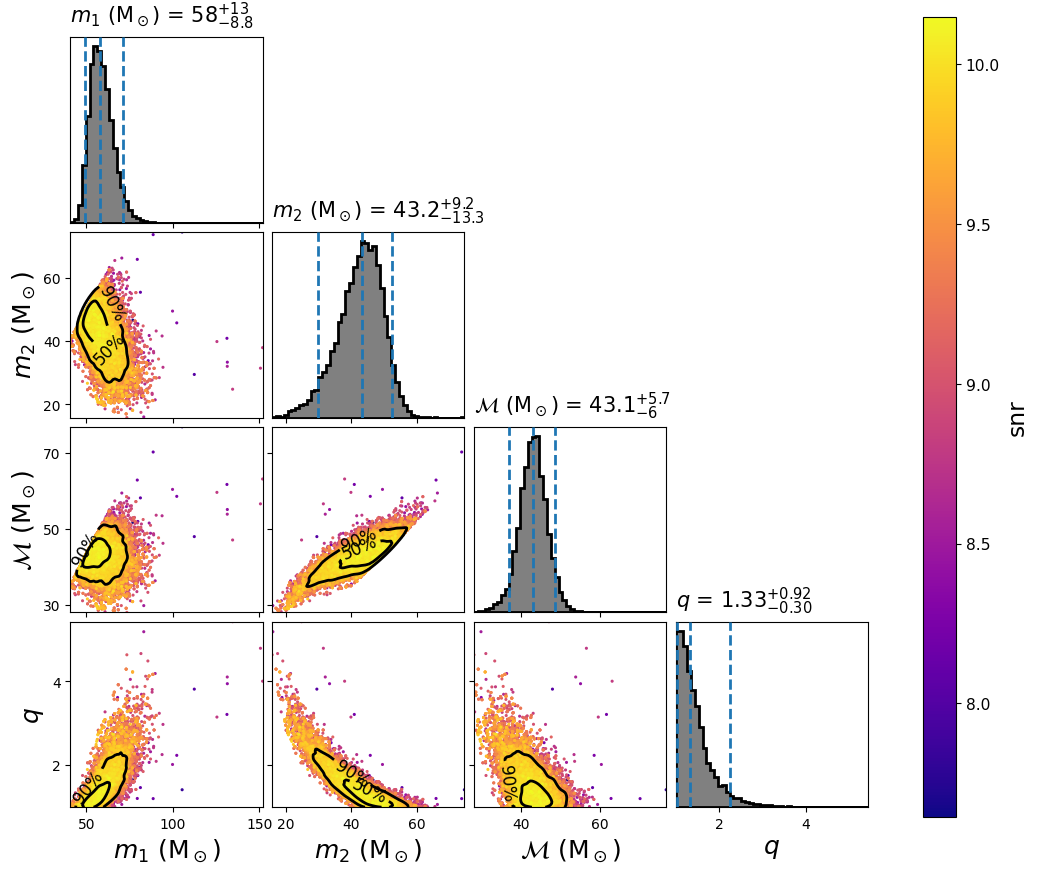 m₁ (M⊙) = 58⁺¹³₋₈.₈
10.0
m₂ (M⊙) = 43.2⁺⁹·²₋₁₃.₃
9.5
60
90%
m₂ (M⊙)
40
50%
20
9.0
snr
ℳ (M⊙) = 43.1⁺⁵·⁷₋₆
70
ℳ (M⊙)
50
90%
90%
50%
30
8.5
q = 1.33⁺⁰·⁹²₋₀.₃₀
8.0
4
q
2
90%
90%
50%
90%
50 100 150 20 40 60 40 60 2 4
m₁ (M⊙) m₂ (M⊙) ℳ (M⊙) q